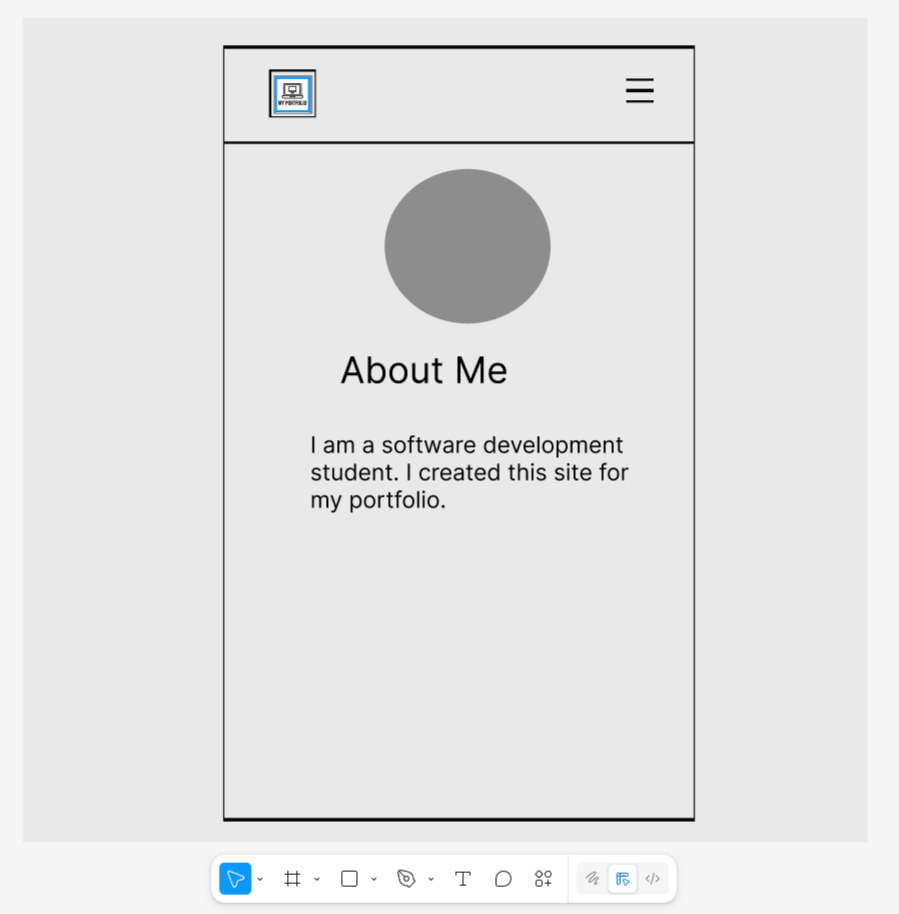 MY PORTFOLIO
About Me
I am a software development
student. I created this site for
my portfolio.